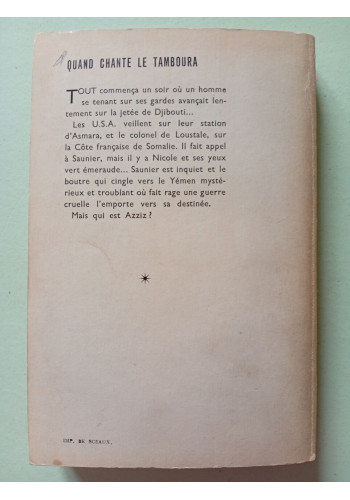 QUAND CHANTE LE TAMBOURA
TOUT commença un soir où un homme
se tenant sur ses gardes avançait len-
tement sur la jetée de Djibouti...
Les U.S.A. veillent sur leur station
d'Asmara, et le colonel de Loustale, sur
la Côte française de Somalie. Il fait appel
à Saunier, mais il y a Nicole et ses yeux
vert émeraude... Saunier est inquiet et le
boutre qui cingle vers le Yémen mysté-
rieux et troublant où fait rage une guerre
cruelle l'emporte vers sa destinée.
Mais qui est Azziz ?
IMP. DE SCEAUX.